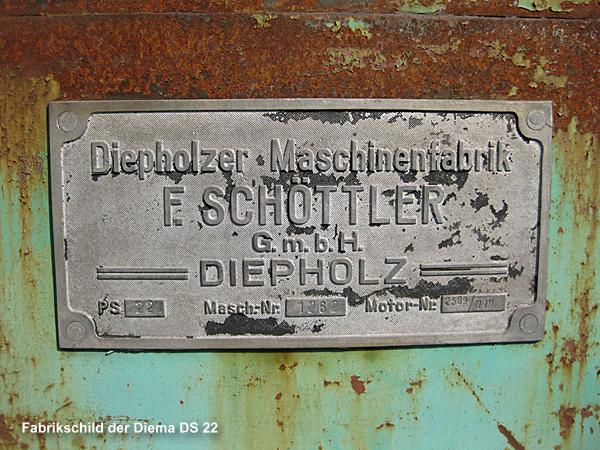 Diepholzer Maschinenfabrik
F. SCHÖTTLER
G.m.b.H.
DIEPHOLZ
PS 22 Masch.-Nr. Motor-Nr.
Fabrikschild der Diema DS 22